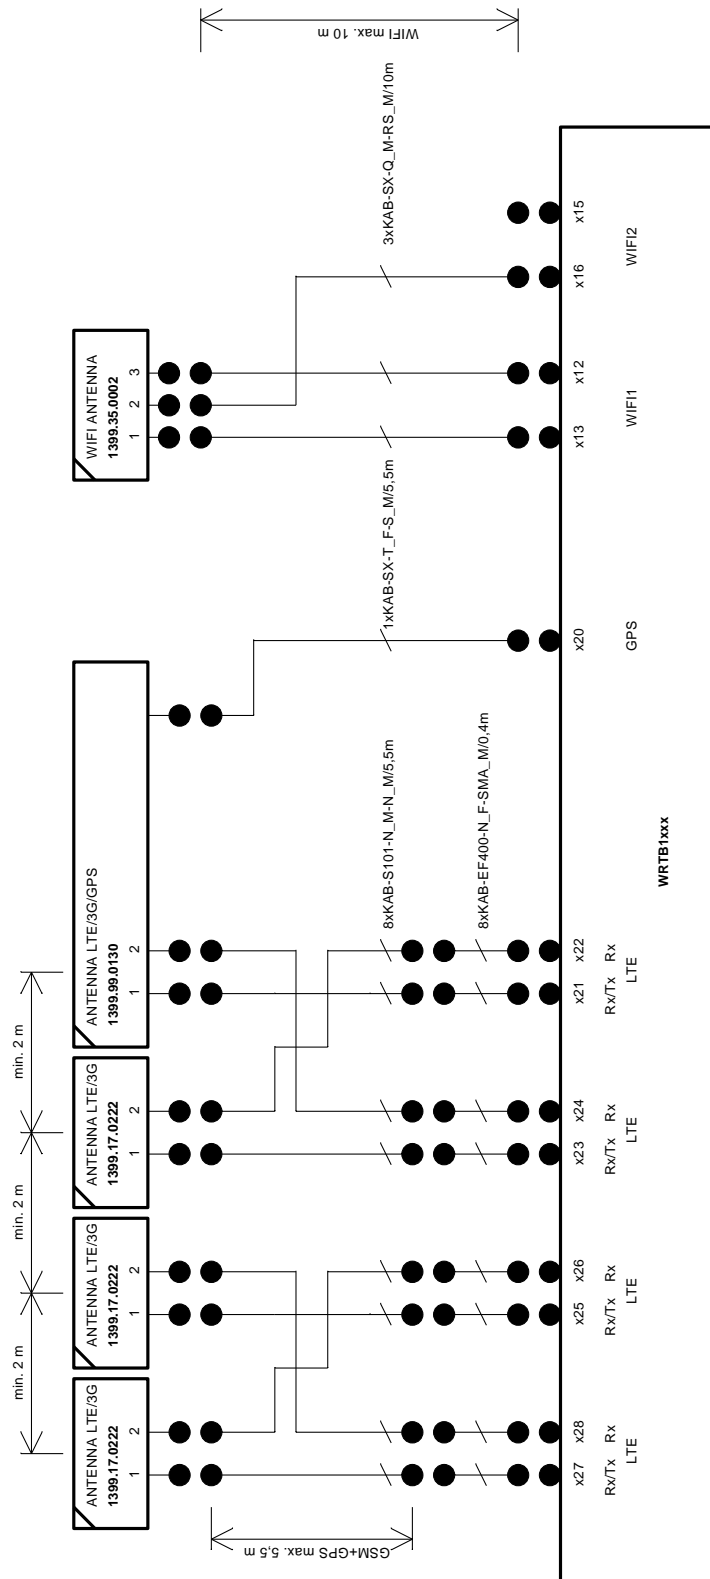 WIFI max. 10 m
3xKAB-SX-Q_M-RS_M/10m
x15
x16
WIFI2
WIFI ANTENNA
1399.35.0002
3
2
1
x12
x13
WIFI1
1xKAB-SX-T_F-S_M/5,5m
x20
GPS
ANTENNA LTE/3G/GPS
1399.99.0130
2
1
8xKAB-S101-N_M-N_M/5,5m
8xKAB-EF400-N_F-SMA_M/0,4m
WRTB1xxx
x22
x21
Rx
Rx/Tx
LTE
min. 2 m
ANTENNA LTE/3G
1399.17.0222
2
1
x24
x23
Rx
Rx/Tx
LTE
min. 2 m
ANTENNA LTE/3G
1399.17.0222
2
1
x26
x25
Rx
Rx/Tx
LTE
min. 2 m
ANTENNA LTE/3G
1399.17.0222
2
1
x28
x27
Rx
Rx/Tx
LTE
GSM+GPS max. 5,5 m